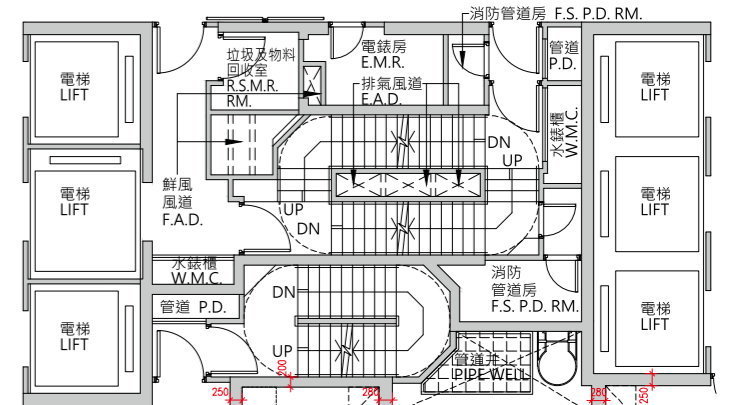 消防管道房 F.S. P.D. RM.
電梯
LIFT
垃圾及物料
回收室
R.S.M.R.
RM.
電錶房
E.M.R.
排氣風道
E.A.D.
管道
P.D.
電梯
LIFT
水錶櫃
W.M.C.
DN
UP
電梯
LIFT
鮮風
風道
F.A.D.
UP
DN
電梯
LIFT
水錶櫃
W.M.C.
消防
管道房
F.S. P.D. RM.
管道 P.D.
DN
電梯
LIFT
電梯
LIFT
UP
管道井
PIPE WELL
200
250
280
280
250